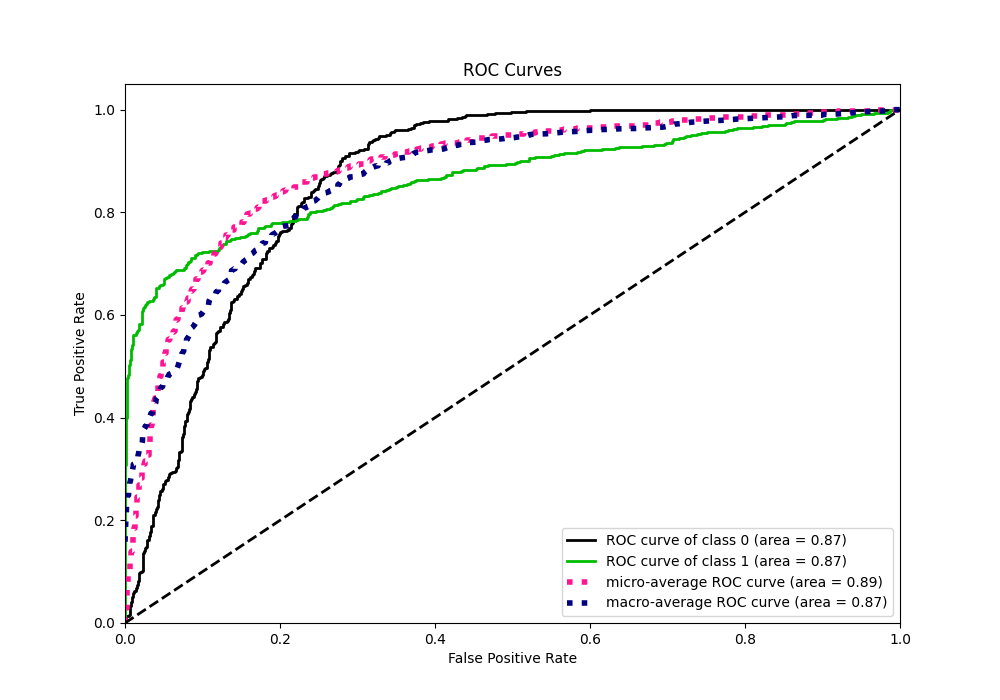 ROC Curves
True Positive Rate
1.0
0.8
0.6
0.4
0.2
0.0
0.0 0.2 0.4 0.6 0.8 1.0
False Positive Rate
ROC curve of class 0 (area = 0.87)
ROC curve of class 1 (area = 0.87)
micro-average ROC curve (area = 0.89)
macro-average ROC curve (area = 0.87)